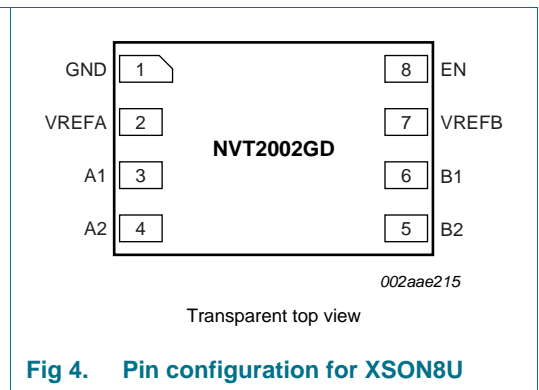 GND 1 8 EN
VREFA 2 7 VREFB
NVT2002GD
A1 3 6 B1
A2 4 5 B2
002aae215
Transparent top view
Fig 4. Pin configuration for XSON8U